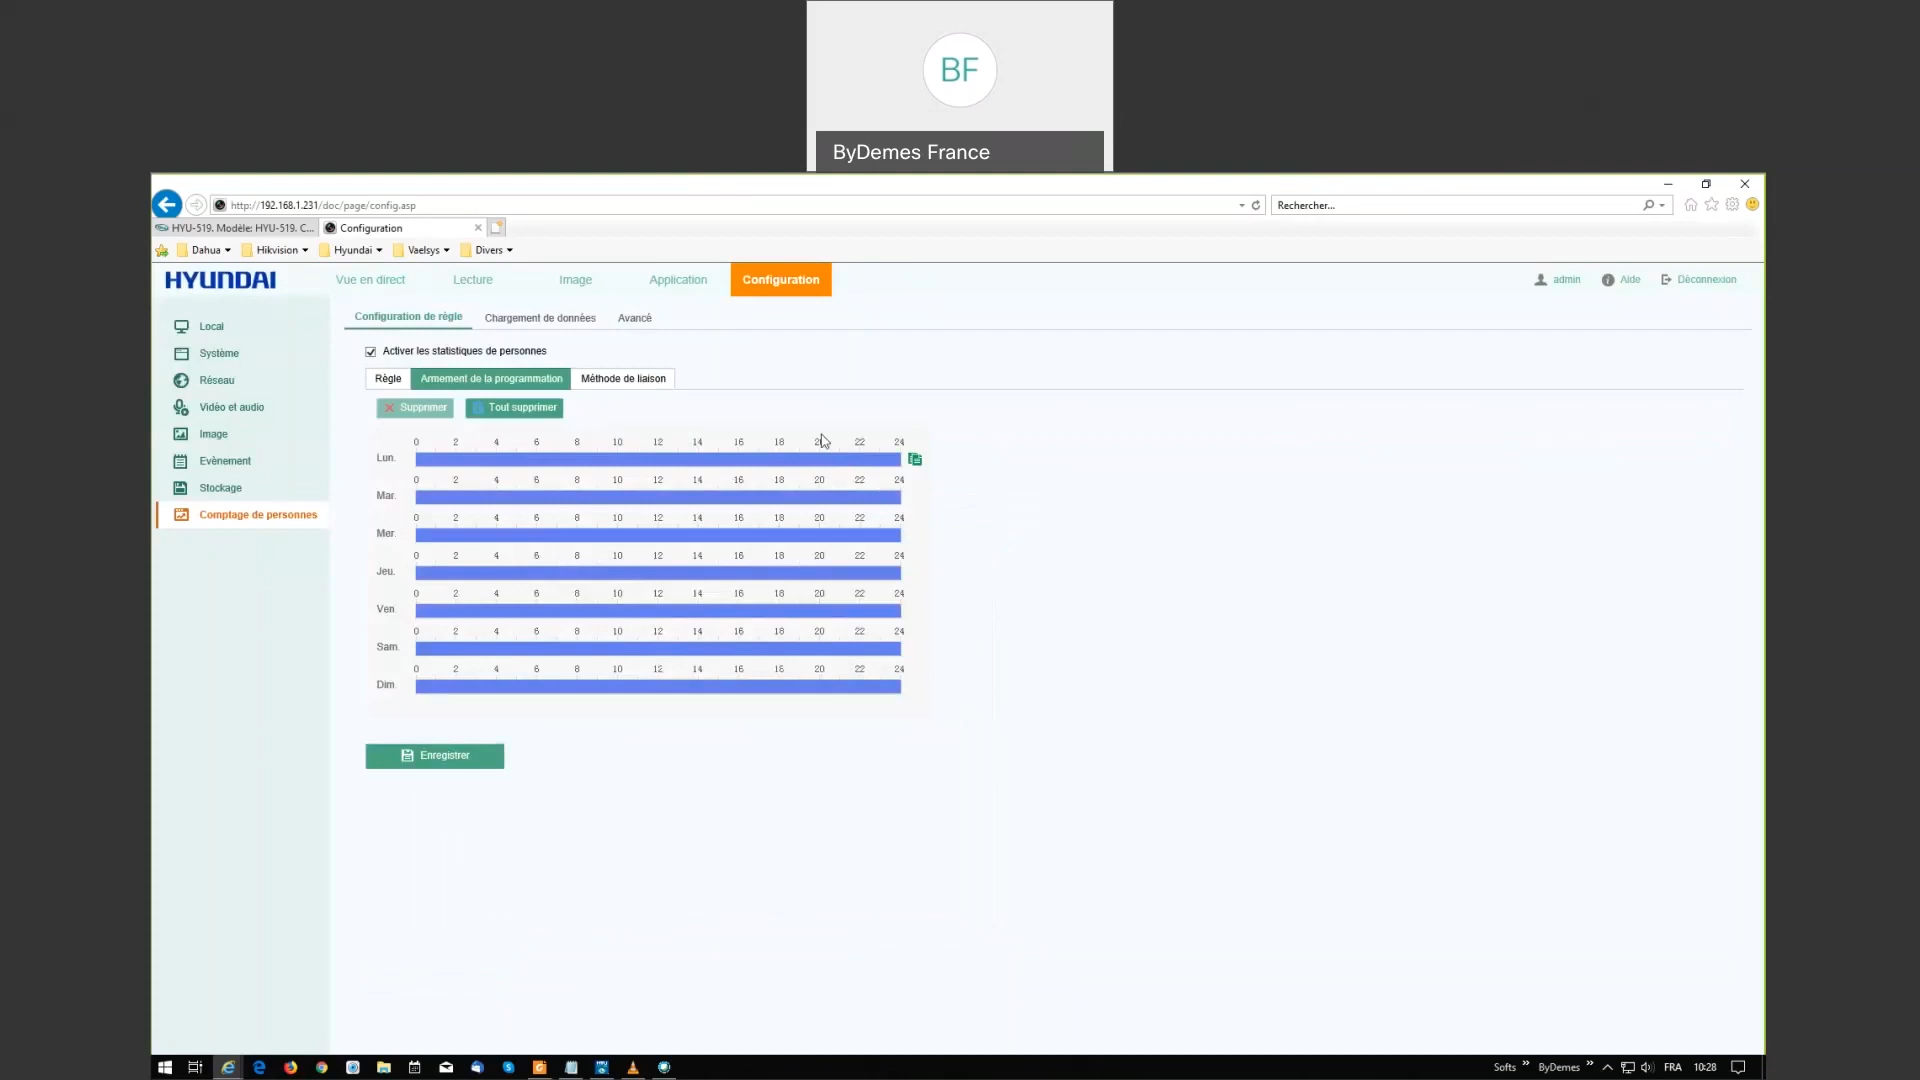 BF
ByDemes France
http://192.168.1.231/doc/page/config.asp
Rechercher...
HYU-519. Modèle: HYU-519. C...
Configuration
Dahua
Hikvision
Hyundai
Vaelsys
Divers
HYUNDAI
Vue en direct
Lecture
Image
Application
Configuration
admin
Aide
Déconnexion
Local
Système
Réseau
Vidéo et audio
Image
Evènement
Stockage
Comptage de personnes
Configuration de règle
Chargement de données
Avancé
Activer les statistiques de personnes
Règle
Armement de la programmation
Méthode de liaison
Supprimer
Tout supprimer
0 2 4 6 8 10 12 14 16 18 20 22 24
Lun.
0 2 4 6 8 10 12 14 16 18 20 22 24
Mar.
0 2 4 6 8 10 12 14 16 18 20 22 24
Mer.
0 2 4 6 8 10 12 14 16 18 20 22 24
Jeu.
0 2 4 6 8 10 12 14 16 18 20 22 24
Ven.
0 2 4 6 8 10 12 14 16 18 20 22 24
Sam.
0 2 4 6 8 10 12 14 16 18 20 22 24
Dim.
Enregistrer
Softs
ByDemes
FRA
10:28